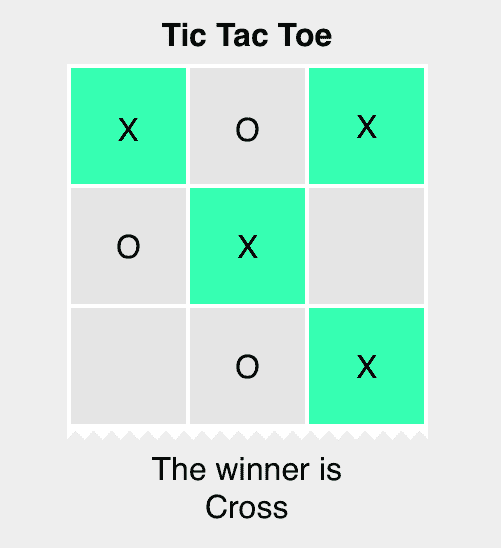 Tic Tac Toe
X O X
O X
O X
The winner is
Cross